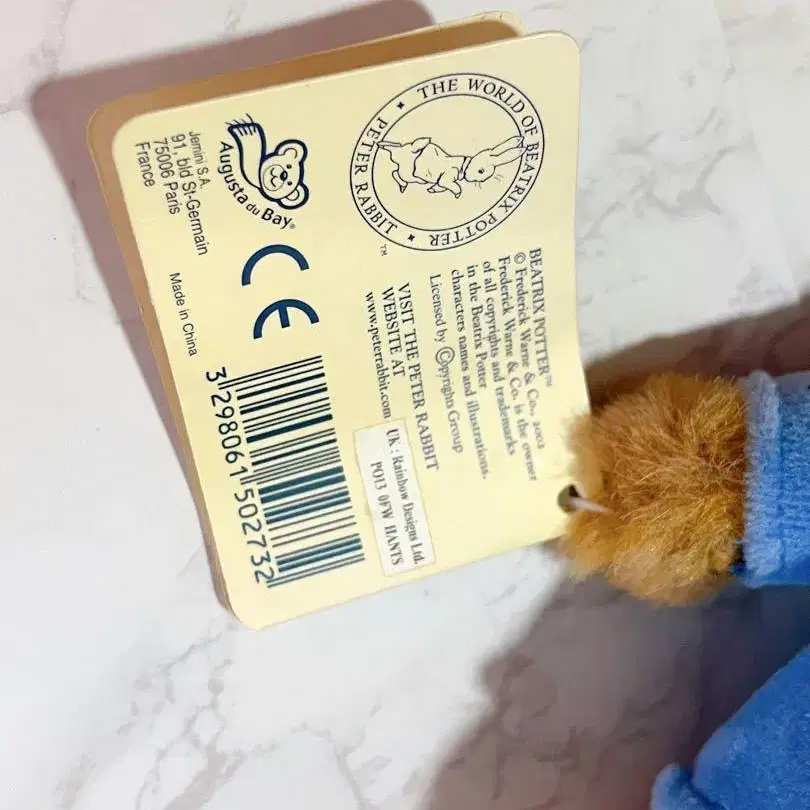 THE WORLD OF BEATRIX POTTER
PETER RABBIT ™
BEATRIX POTTER™
© Frederick Warne & Co., 2002
Frederick Warne & Co. is the owner
of all copyrights and trademarks
in the Beatrix Potter
characters names and illustrations.
Licensed by ©opyrights Group
VISIT THE PETER RABBIT
WEBSITE AT
www.peterrabbit.com
UK : Rainbow Designs Ltd.
PO13 0FW HANTS
Augusta du Bay®
CE
Jemini S.A.
91, bld St-Germain
75006 Paris
France
Made in China
3 298061 502732